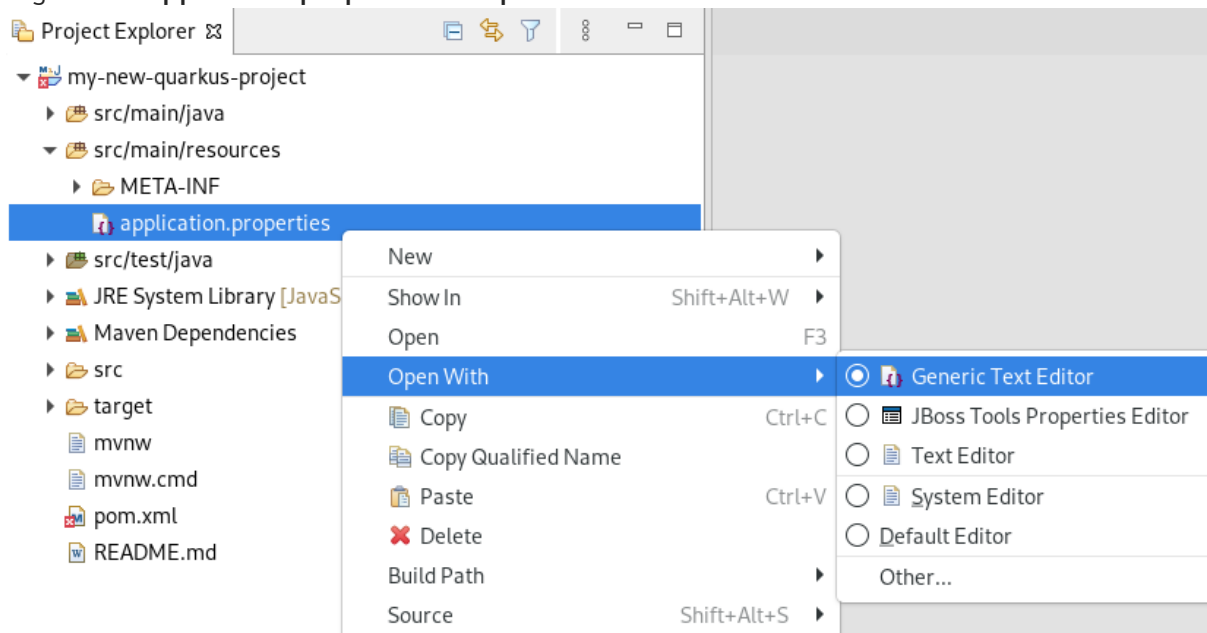 Project Explorer
my-new-quarkus-project
src/main/java
src/main/resources
META-INF
application.properties
src/test/java
JRE System Library [JavaS
Maven Dependencies
src
target
mvnw
mvnw.cmd
pom.xml
README.md
New
Show In Shift+Alt+W
Open F3
Open With
Copy Ctrl+C
Copy Qualified Name
Paste Ctrl+V
Delete
Build Path
Source Shift+Alt+S
Generic Text Editor
JBoss Tools Properties Editor
Text Editor
System Editor
Default Editor
Other...